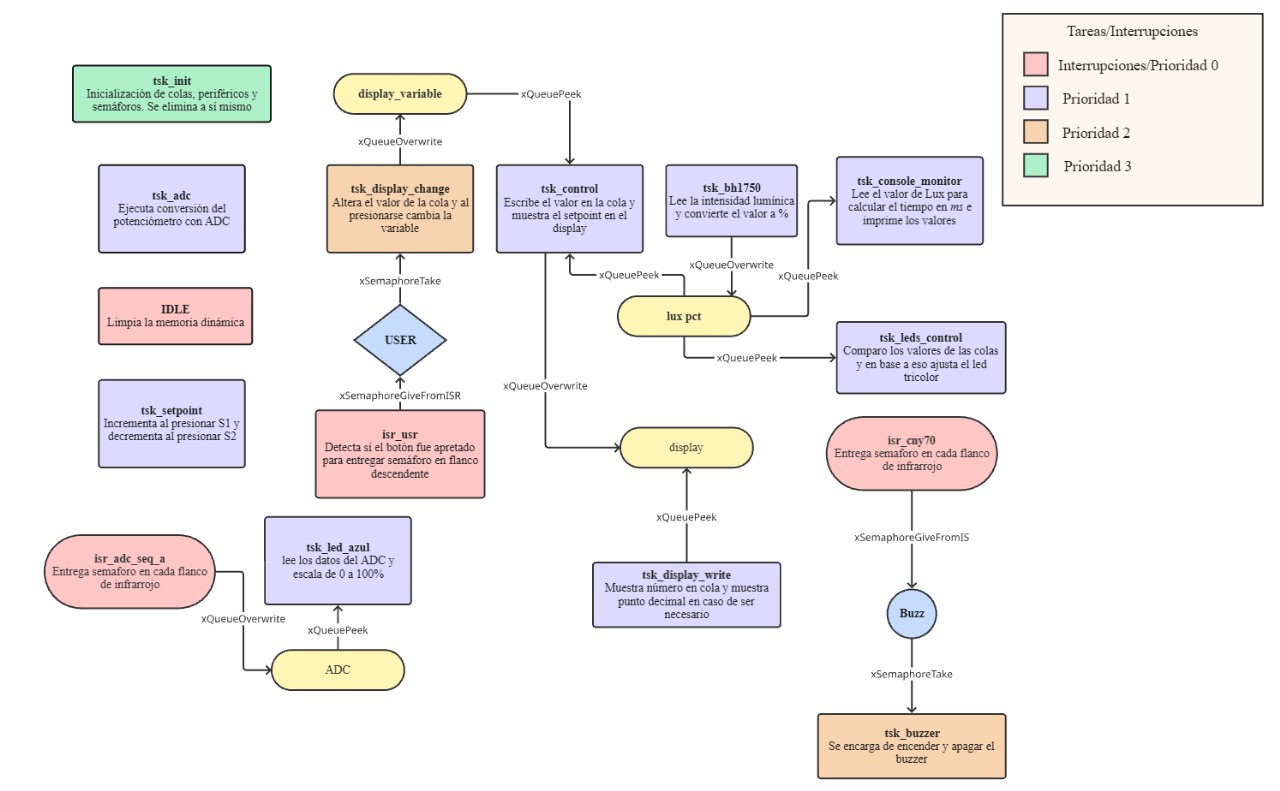 Tareas/Interrupciones
Interrupciones/Prioridad 0
Prioridad 1
Prioridad 2
Prioridad 3
tsk_init
Inicialización de colas, periféricos y
semáforos. Se elimina a sí mismo
display_variable
xQueuePeek
xQueueOverwrite
tsk_adc
Ejecuta conversión del
potenciómetro con ADC
tsk_display_change
Altera el valor de la cola y al
presionarse cambia la
variable
tsk_control
Escribe el valor en la cola y
muestra el setpoint en el
display
tsk_bh1750
Lee la intensidad lumínica
y convierte el valor a %
tsk_console_monitor
Lee el valor de Lux para
calcular el tiempo en ms e
imprime los valores
xSemaphoreTake
xQueuePeek
xQueueOverwrite
xQueuePeek
IDLE
Limpia la memoria dinámica
USER
lux pct
xQueuePeek
tsk_leds_control
Comparo los valores de las colas
y en base a eso ajusta el led
tricolor
xSemaphoreGiveFromISR
xQueueOverwrite
tsk_setpoint
Incrementa al presionar S1 y
decrementa al presionar S2
isr_usr
Detecta si el botón fue apretado
para entregar semáforo en flanco
descendente
display
isr_cny70
Entrega semaforo en cada flanco
de infrarrojo
xQueuePeek
xSemaphoreGiveFromIS
isr_adc_seq_a
Entrega semaforo en cada flanco
de infrarrojo
tsk_led_azul
lee los datos del ADC y
escala de 0 a 100%
tsk_display_write
Muestra número en cola y muestra
punto decimal en caso de ser
necesario
xQueueOverwrite
xQueuePeek
Buzz
ADC
xSemaphoreTake
tsk_buzzer
Se encarga de encender y apagar el
buzzer